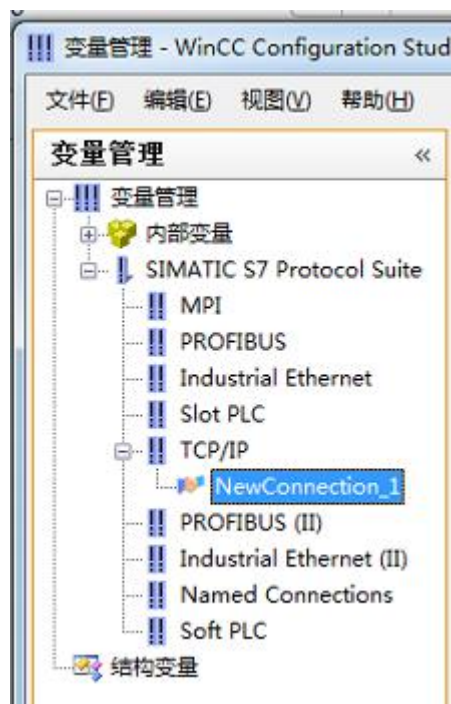 变量管理 - WinCC Configuration Stud
文件(F) 编辑(E) 视图(V) 帮助(H)
变量管理 «
变量管理
内部变量
SIMATIC S7 Protocol Suite
MPI
PROFIBUS
Industrial Ethernet
Slot PLC
TCP/IP
NewConnection_1
PROFIBUS (II)
Industrial Ethernet (II)
Named Connections
Soft PLC
结构变量